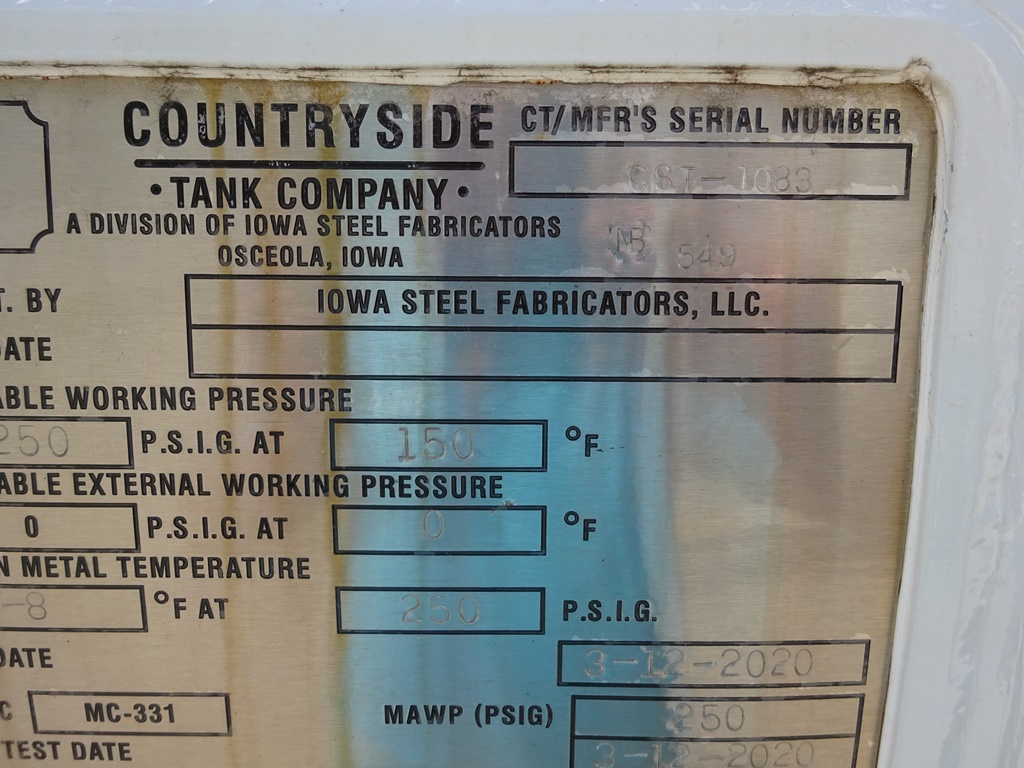 COUNTRYSIDE
• TANK COMPANY •
A DIVISION OF IOWA STEEL FABRICATORS
OSCEOLA, IOWA
CT/MFR'S SERIAL NUMBER
CST-1083
NB 549
T. BY IOWA STEEL FABRICATORS, LLC.
DATE
ABLE WORKING PRESSURE
250 P.S.I.G. AT 150 °F
ABLE EXTERNAL WORKING PRESSURE
0 P.S.I.G. AT 0 °F
N METAL TEMPERATURE
-8 °F AT 250 P.S.I.G.
DATE 3-12-2020
C MC-331 MAWP (PSIG) 250
TEST DATE 3-12-2020